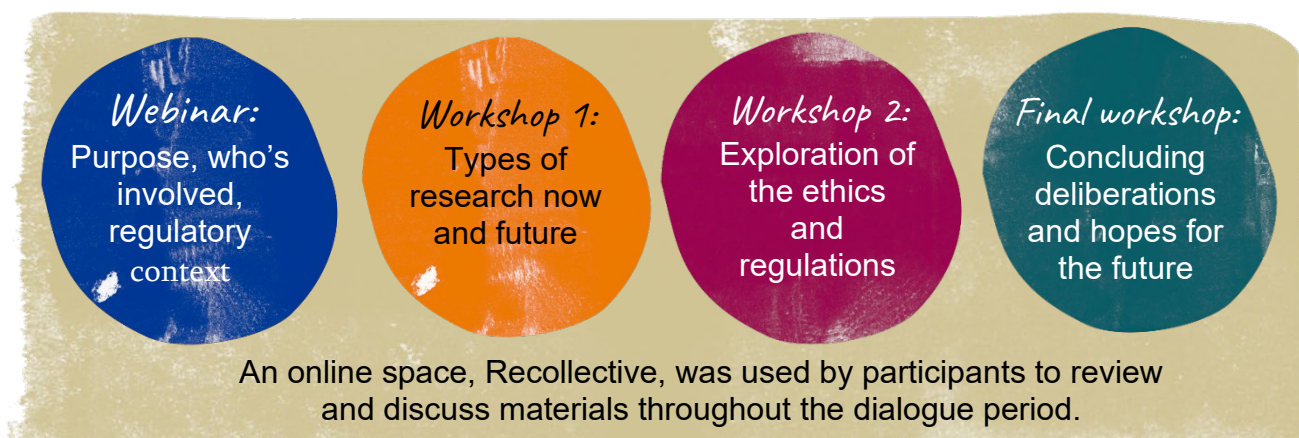 Webinar:
Purpose, who's
involved,
regulatory
context
Workshop 1:
Types of
research now
and future
Workshop 2:
Exploration of
the ethics
and
regulations
Final workshop:
Concluding
deliberations
and hopes for
the future
An online space, Recollective, was used by participants to review
and discuss materials throughout the dialogue period.